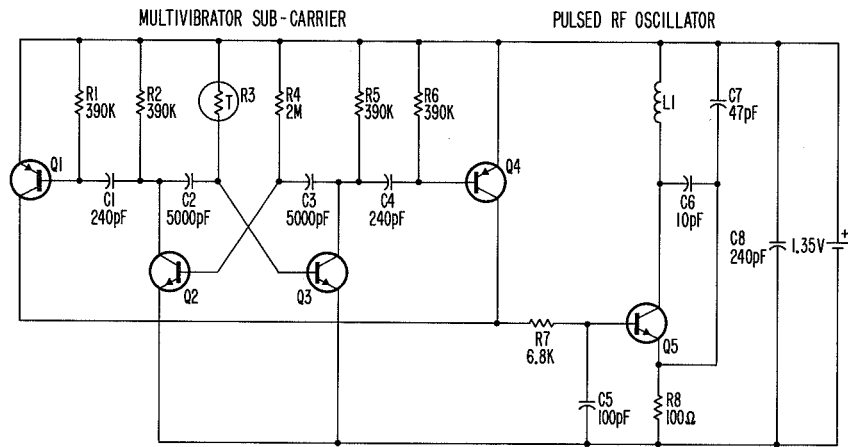 MULTIVIBRATOR SUB-CARRIER
PULSED RF OSCILLATOR
R1
390K
R2
390K
T
R3
R4
2M
R5
390K
R6
390K
L1
C7
47pF
Q1
C1
240pF
C2
5000pF
C3
5000pF
C4
240pF
Q4
C6
10pF
C8
240pF
1.35V
+
Q2
Q3
R7
6.8K
Q5
C5
100pF
R8
100Ω